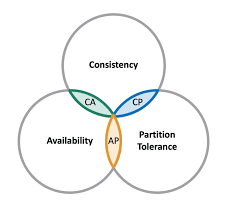 Consistency
CA
CP
Availability
AP
Partition
Tolerance